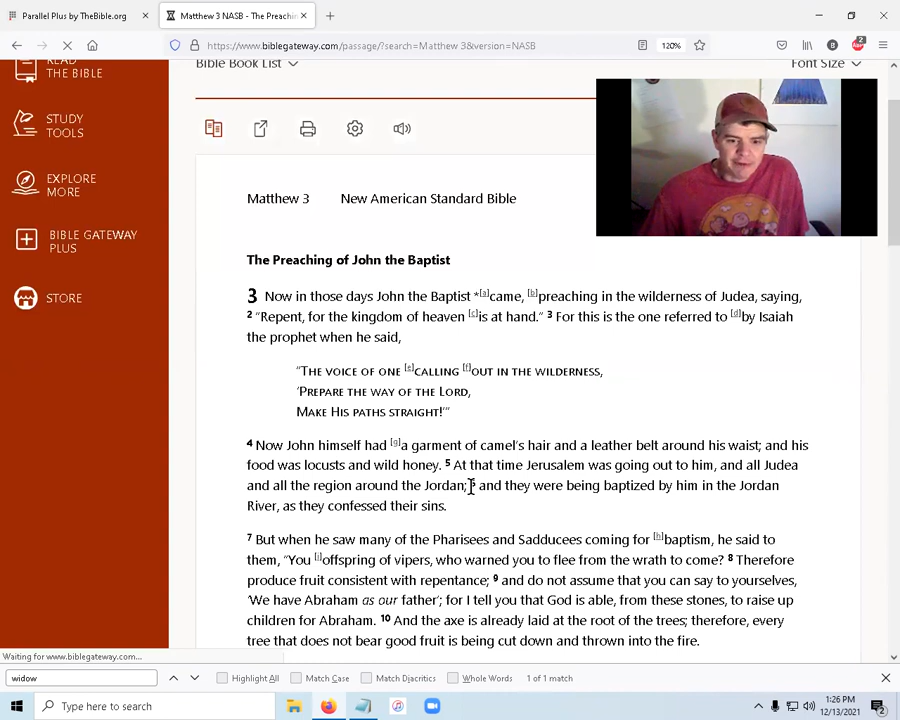 Parallel Plus by TheBible.org
Matthew 3 NASB - The Preachin
https://www.biblegateway.com/passage/?search=Matthew 3&version=NASB
120%
READ
THE BIBLE
STUDY
TOOLS
EXPLORE
MORE
BIBLE GATEWAY
PLUS
STORE
Bible Book List
Font Size
Matthew 3 New American Standard Bible
The Preaching of John the Baptist
3 Now in those days John the Baptist *[a]came, [b]preaching in the wilderness of Judea, saying,
2 “Repent, for the kingdom of heaven [c]is at hand.” 3 For this is the one referred to [d]by Isaiah
the prophet when he said,
“THE VOICE OF ONE [e]CALLING [f]OUT IN THE WILDERNESS,
‘PREPARE THE WAY OF THE LORD,
MAKE HIS PATHS STRAIGHT!’”
4 Now John himself had [g]a garment of camel’s hair and a leather belt around his waist; and his
food was locusts and wild honey. 5 At that time Jerusalem was going out to him, and all Judea
and all the region around the Jordan; and they were being baptized by him in the Jordan
River, as they confessed their sins.
7 But when he saw many of the Pharisees and Sadducees coming for [h]baptism, he said to
them, “You [i]offspring of vipers, who warned you to flee from the wrath to come? 8 Therefore
produce fruit consistent with repentance; 9 and do not assume that you can say to yourselves,
‘We have Abraham as our father’; for I tell you that God is able, from these stones, to raise up
children for Abraham. 10 And the axe is already laid at the root of the trees; therefore, every
tree that does not bear good fruit is being cut down and thrown into the fire.
Waiting for www.biblegateway.com...
widow
Highlight All
Match Case
Match Diacritics
Whole Words
1 of 1 match
Type here to search
1:26 PM
12/13/2021
B
2
2